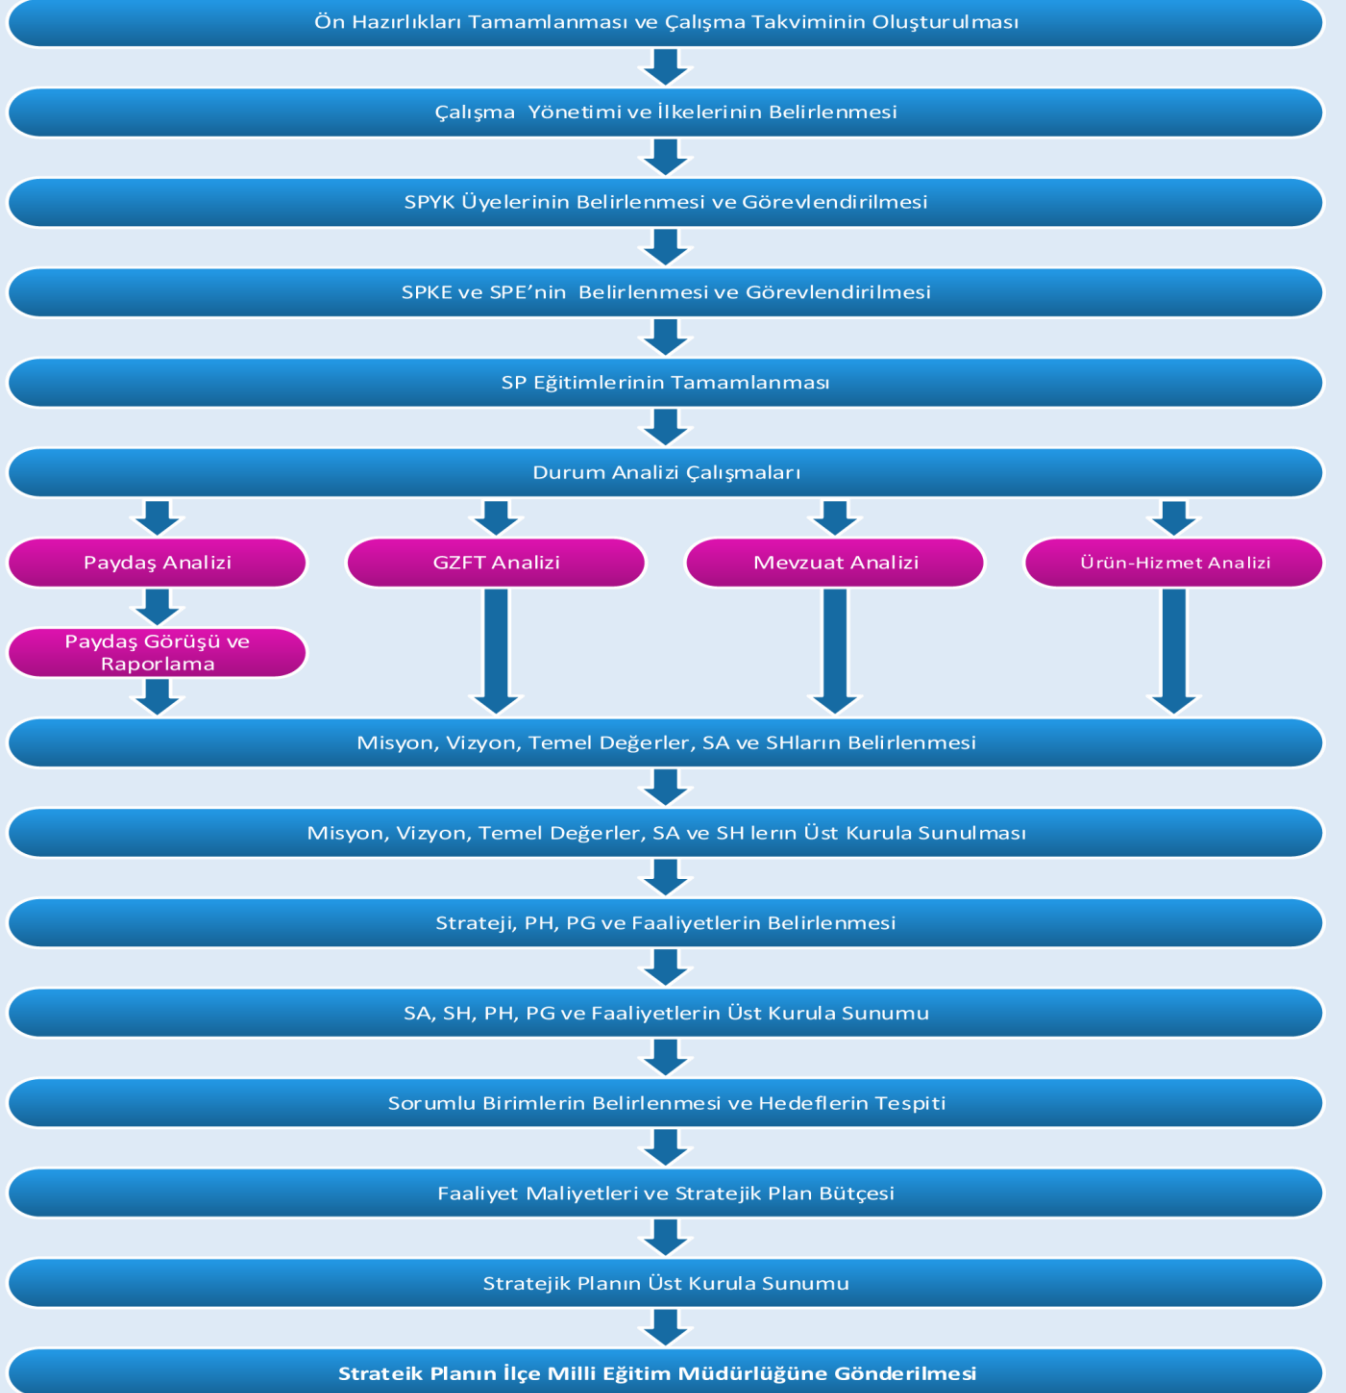 Ön Hazırlıkları Tamamlanması ve Çalışma Takviminin Oluşturulması
Çalışma  Yönetimi ve İlkelerinin Belirlenmesi
SPYK Üyelerinin Belirlenmesi ve Görevlendirilmesi
SPKE ve SPE’nin  Belirlenmesi ve Görevlendirilmesi
SP Eğitimlerinin Tamamlanması
Durum Analizi Çalışmaları
Paydaş Analizi
GZFT Analizi
Mevzuat Analizi
Ürün-Hizmet Analizi
Paydaş Görüşü ve
Raporlama
Misyon, Vizyon, Temel Değerler, SA ve SHların Belirlenmesi
Misyon, Vizyon, Temel Değerler, SA ve SH lerın Üst Kurula Sunulması
Strateji, PH, PG ve Faaliyetlerin Belirlenmesi
SA, SH, PH, PG ve Faaliyetlerin Üst Kurula Sunumu
Sorumlu Birimlerin Belirlenmesi ve Hedeflerin Tespiti
Faaliyet Maliyetleri ve Stratejik Plan Bütçesi
Stratejik Planın Üst Kurula Sunumu
Strateik Planın İlçe Milli Eğitim Müdürlüğüne Gönderilmesi